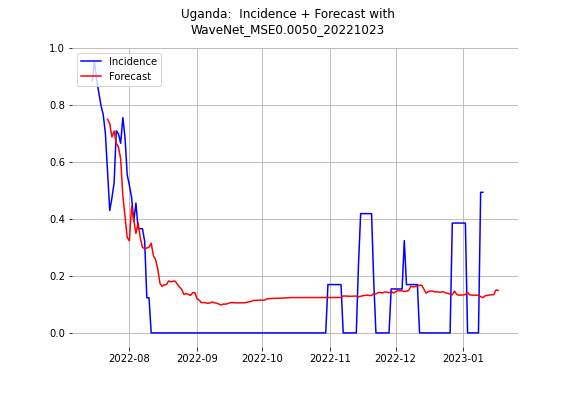 Uganda:  Incidence + Forecast with
WaveNet_MSE0.0050_20221023
1.0
Incidence
Forecast
0.8
0.6
0.4
0.2
0.0
2022-08 2022-09 2022-10 2022-11 2022-12 2023-01